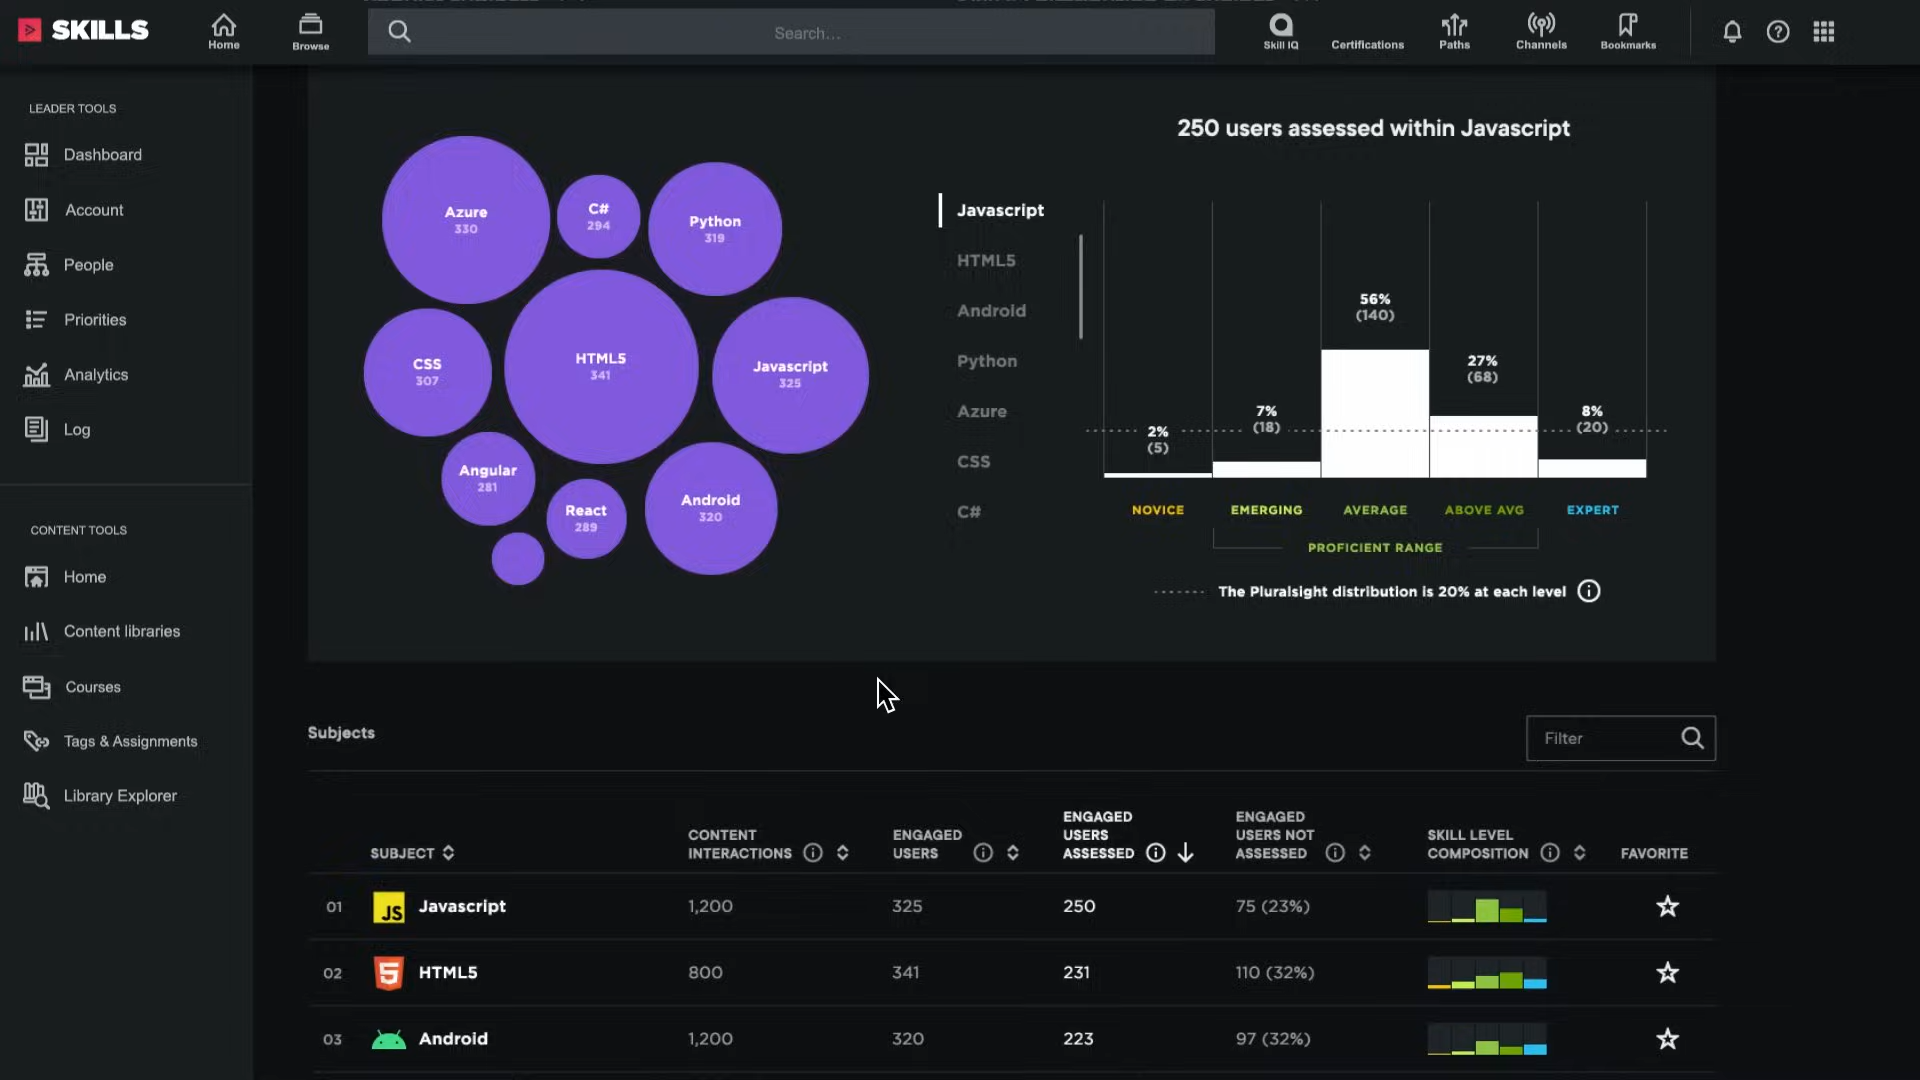 SKILLS
Home
Browse
Search...
Skill IQ
Certifications
Paths
Channels
Bookmarks
LEADER TOOLS
Dashboard
Account
People
Priorities
Analytics
Log
CONTENT TOOLS
Home
Content libraries
Courses
Tags & Assignments
Library Explorer
Azure
330
C#
294
Python
319
CSS
307
HTML5
341
Javascript
325
Angular
281
React
289
Android
320
250 users assessed within Javascript
Javascript
HTML5
Android
Python
Azure
CSS
C#
2%
(5)
7%
(18)
56%
(140)
27%
(68)
8%
(20)
NOVICE
EMERGING
AVERAGE
ABOVE AVG
EXPERT
PROFICIENT RANGE
The Pluralsight distribution is 20% at each level
Subjects
Filter
SUBJECT
CONTENT
INTERACTIONS
ENGAGED
USERS
ENGAGED
USERS
ASSESSED
ENGAGED
USERS NOT
ASSESSED
SKILL LEVEL
COMPOSITION
FAVORITE
01 JS Javascript 1,200 325 250 75 (23%)
02 HTML5 800 341 231 110 (32%)
03 Android 1,200 320 223 97 (32%)